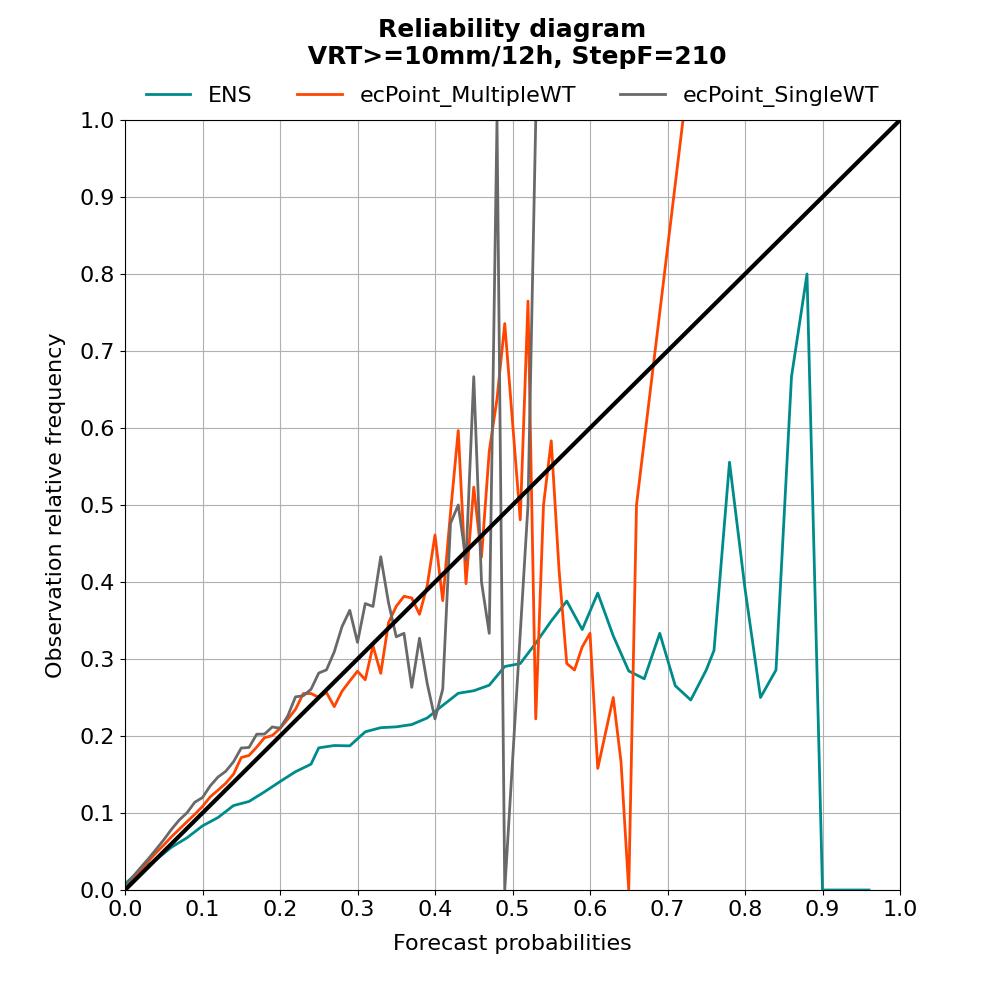 Reliability diagram
VRT>=10mm/12h, StepF=210
ENS ecPoint_MultipleWT ecPoint_SingleWT
1.0
0.9
0.8
0.7
0.6
0.5
0.4
0.3
0.2
0.1
0.0
Observation relative frequency
0.0 0.1 0.2 0.3 0.4 0.5 0.6 0.7 0.8 0.9 1.0
Forecast probabilities